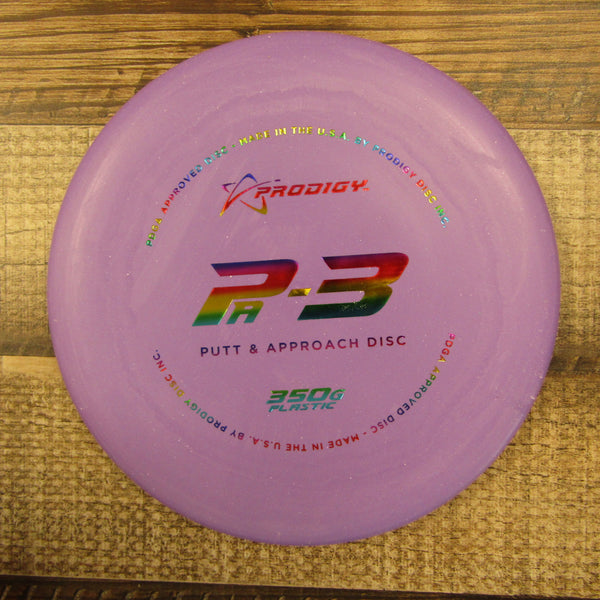 PDGA APPROVED DISC - MADE IN THE U.S.A. BY PRODIGY DISC INC.
PRODIGY
PA-3
PUTT & APPROACH DISC
350G
PLASTIC
PDGA APPROVED DISC - MADE IN THE U.S.A. BY PRODIGY DISC INC.